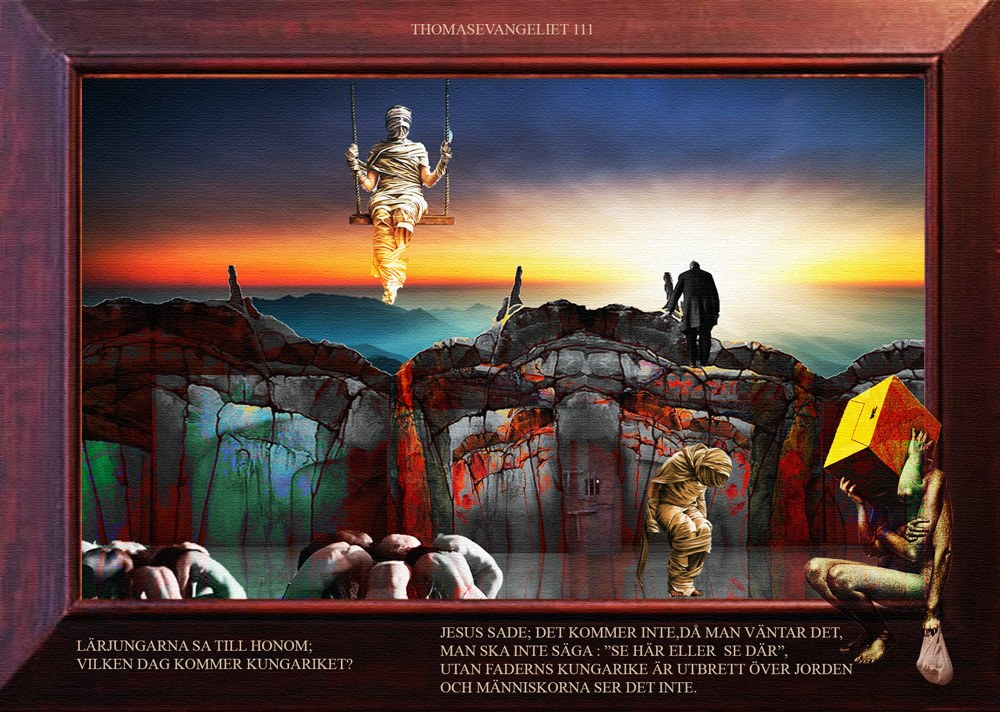 THOMASEVANGELIET 111
LÄRJUNGARNA SA TILL HONOM;
VILKEN DAG KOMMER KUNGARIKET?
JESUS SADE; DET KOMMER INTE,DÅ MAN VÄNTAR DET,
MAN SKA INTE SÄGA : ”SE HÄR ELLER  SE DÄR”,
UTAN FADERNS KUNGARIKE ÄR UTBRETT ÖVER JORDEN
OCH MÄNNISKORNA SER DET INTE.